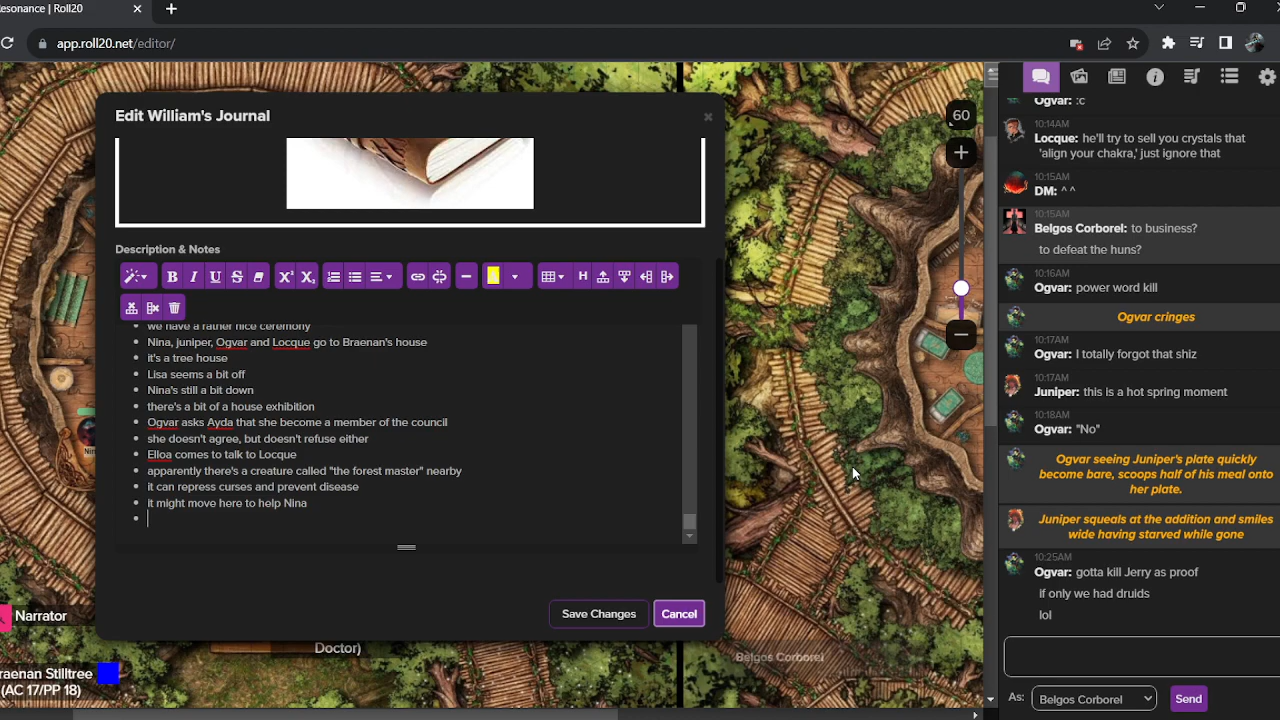 esonance | Roll20
app.roll20.net/editor/
Edit William's Journal
Description & Notes
we have a rather nice ceremony
Nina, juniper, Ogvar and Locque go to Braenan's house
it's a tree house
Lisa seems a bit off
Nina's still a bit down
there's a bit of a house exhibition
Ogvar asks Ayda that she become a member of the council
she doesn't agree, but doesn't refuse either
Elloa comes to talk to Locque
apparently there's a creature called "the forest master" nearby
it can repress curses and prevent disease
it might move here to help Nina
Save Changes
Cancel
Narrator
Doctor)
raenan Stilltree
(AC 17/PP 18)
Belgos Corborel
60
Ogvar: :c
10:14AM
Locque: he'll try to sell you crystals that
'align your chakra,' just ignore that
10:15AM
DM: ^ ^
10:15AM
Belgos Corborel: to business?
to defeat the huns?
10:16AM
Ogvar: power word kill
Ogvar cringes
10:17AM
Ogvar: I totally forgot that shiz
10:17AM
Juniper: this is a hot spring moment
10:18AM
Ogvar: "No"
Ogvar seeing Juniper's plate quickly
become bare, scoops half of his meal onto
her plate.
Juniper squeals at the addition and smiles
wide having starved while gone
10:25AM
Ogvar: gotta kill Jerry as proof
if only we had druids
lol
As: Belgos Corborel
Send